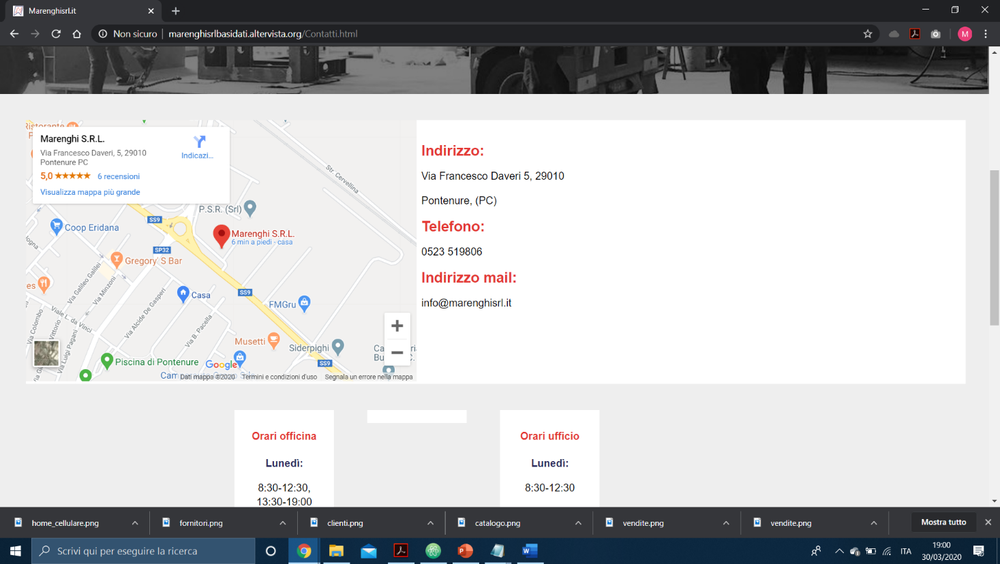 Marenghisrl.it
Non sicuro | marenghisrlbasidati.altervista.org/Contatti.html
M
Ristorante
Marenghi S.R.L.
Via Francesco Daveri, 5, 29010
Pontenure PC
Indicazi...
5,0 6 recensioni
Visualizza mappa più grande
Str. Cervellina
P.S.R. (Srl)
SS9
Coop Eridana
Marenghi S.R.L.
6 min a piedi - casa
SP32
Gregory' S Bar
Via Galileo Galilei
Via Minzoni
es
Casa
SS9
FMGru
Viale L. da Vinci
Via Alcide De Gasperi
Via B. Pacella
Via Colombo
Vittorio
Via Luigi Pagani
Musetti
Siderpighi
Piscina di Pontenure
Google
SS9
Dati mappa ©2020 Termini e condizioni d'uso Segnala un errore nella mappa
Indirizzo:
Via Francesco Daveri 5, 29010
Pontenure, (PC)
Telefono:
0523 519806
Indirizzo mail:
info@marenghisrl.it
Orari officina
Lunedì:
8:30-12:30,
13:30-19:00
Orari ufficio
Lunedì:
8:30-12:30
home_cellulare.png
fornitori.png
clienti.png
catalogo.png
vendite.png
vendite.png
Mostra tutto
Scrivi qui per eseguire la ricerca
ITA
19:00
30/03/2020